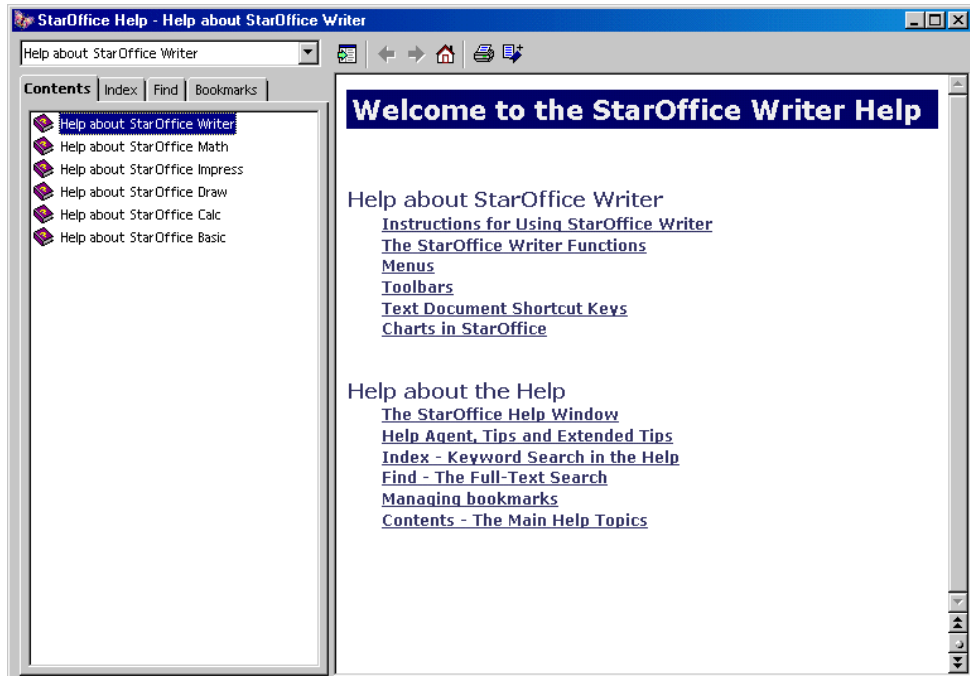 StarOffice Help - Help about StarOffice Writer
Help about StarOffice Writer
Contents Index Find Bookmarks
Help about StarOffice Writer
Help about StarOffice Math
Help about StarOffice Impress
Help about StarOffice Draw
Help about StarOffice Calc
Help about StarOffice Basic
Welcome to the StarOffice Writer Help
Help about StarOffice Writer
Instructions for Using StarOffice Writer
The StarOffice Writer Functions
Menus
Toolbars
Text Document Shortcut Keys
Charts in StarOffice
Help about the Help
The StarOffice Help Window
Help Agent, Tips and Extended Tips
Index - Keyword Search in the Help
Find - The Full-Text Search
Managing bookmarks
Contents - The Main Help Topics